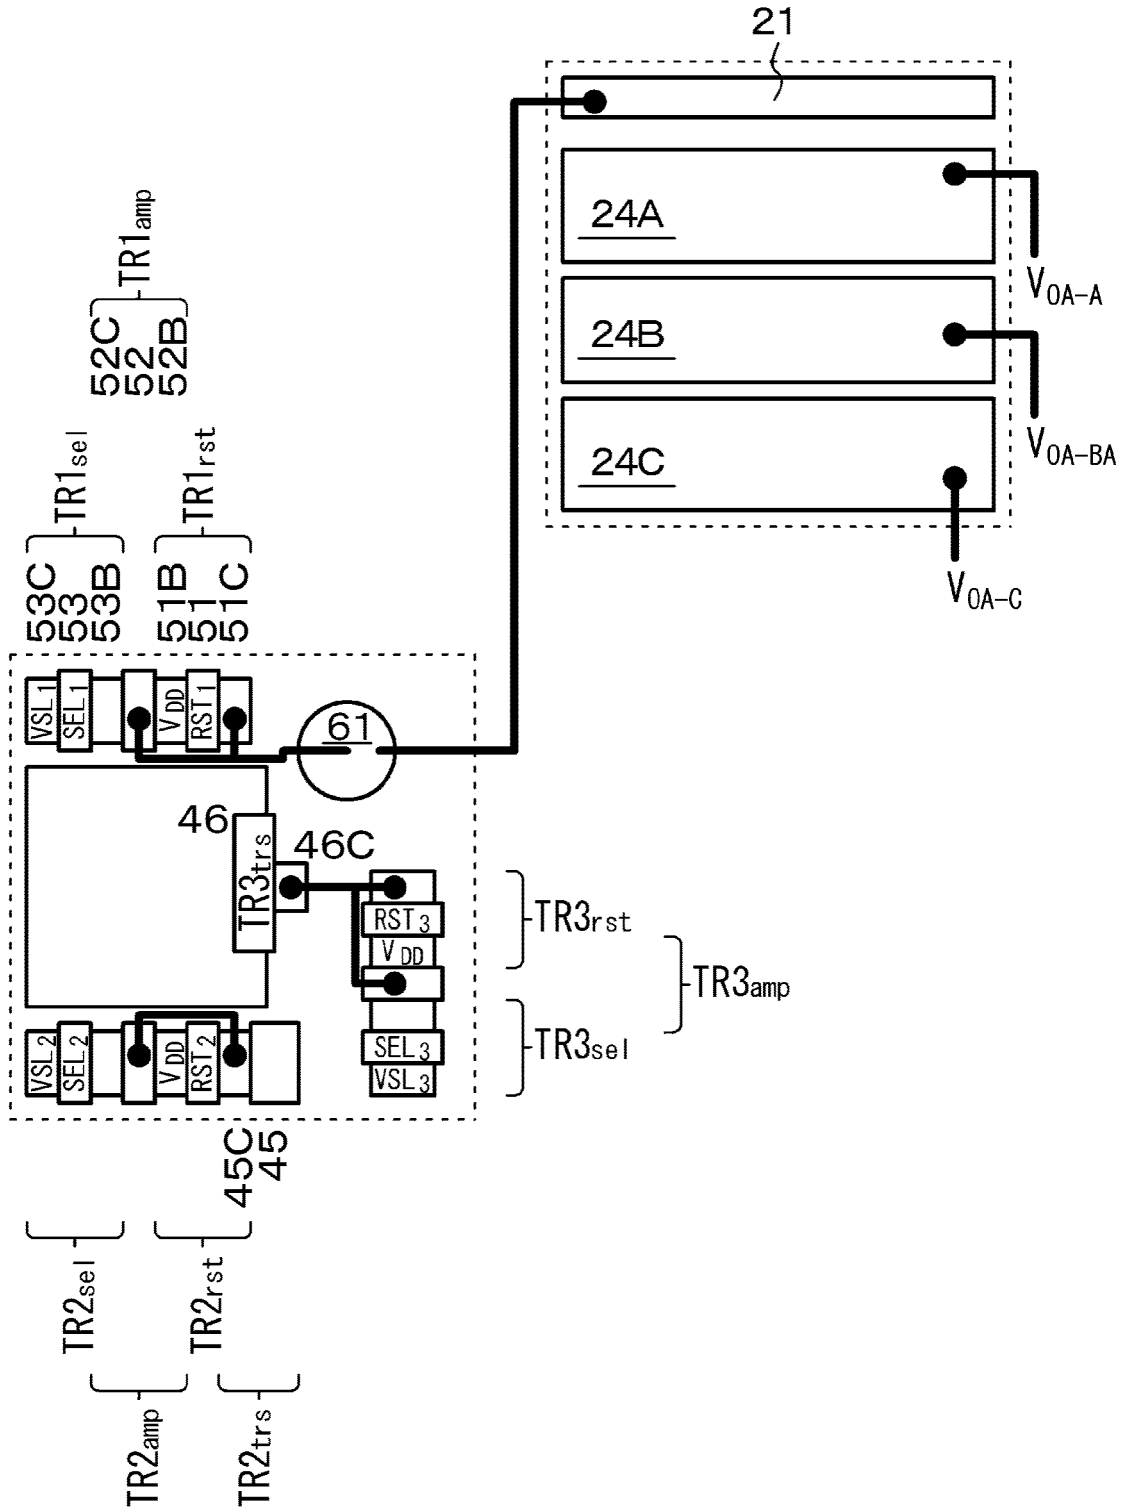 21
24A
V0A-A
24B
V0A-BA
24C
V0A-C
TR1amp
52C
52
52B
TR1sel
TR1rst
53C
53
53B
51B
51
51C
VSL1
SEL1
VDD
RST1
61
46
TR3trs
46C
RST3
VDD
SEL3
VSL3
TR3rst
TR3amp
TR3sel
VSL2
SEL2
VDD
RST2
45C
45
TR2sel
TR2rst
TR2amp
TR2trs